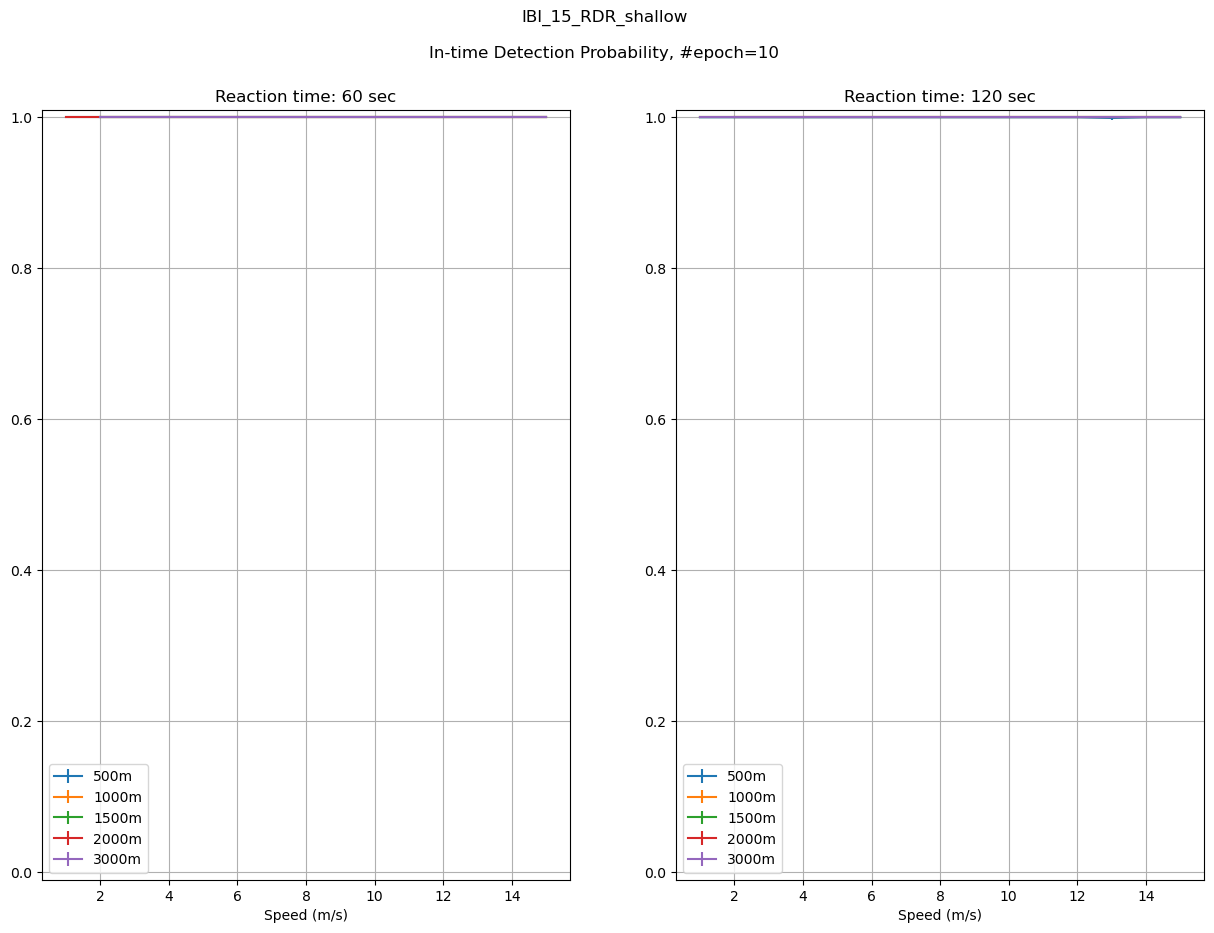 IBI_15_RDR_shallow
In-time Detection Probability, #epoch=10
Reaction time: 60 sec
1.0
0.8
0.6
0.4
0.2
0.0
500m
1000m
1500m
2000m
3000m
2 4 6 8 10 12 14
Speed (m/s)
Reaction time: 120 sec
1.0
0.8
0.6
0.4
0.2
0.0
500m
1000m
1500m
2000m
3000m
2 4 6 8 10 12 14
Speed (m/s)